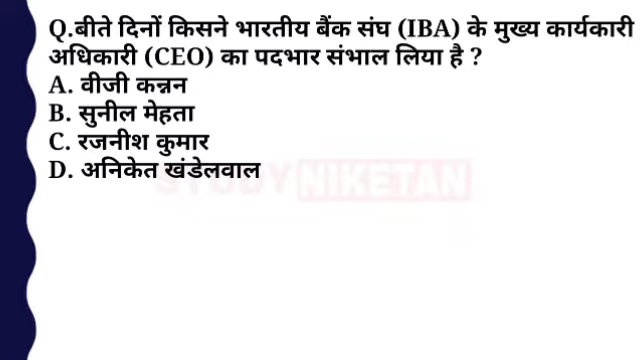 Q.बीते दिनों किसने भारतीय बैंक संघ (IBA) के मुख्य कार्यकारी
अधिकारी (CEO) का पदभार संभाल लिया है ?
A. वीजी कन्नन
B. सुनील मेहता
C. रजनीश कुमार
D. अनिकेत खंडेलवाल
STUDY NIKETAN